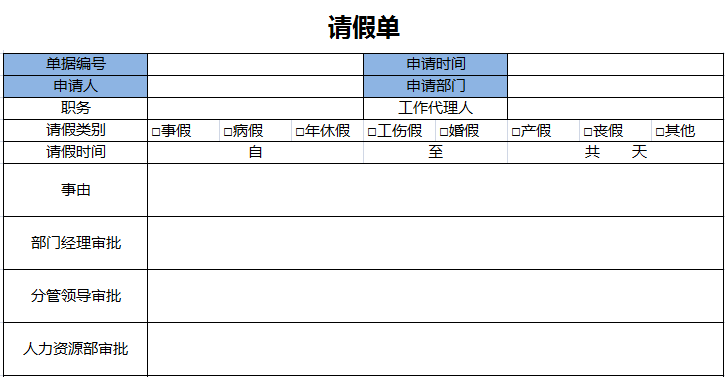 请假单
单据编号 申请时间
申请人 申请部门
职务 工作代理人
请假类别 □事假 □病假 □年休假 □工伤假 □婚假 □产假 □丧假 □其他
请假时间 自 至 共 天
事由
部门经理审批
分管领导审批
人力资源部审批